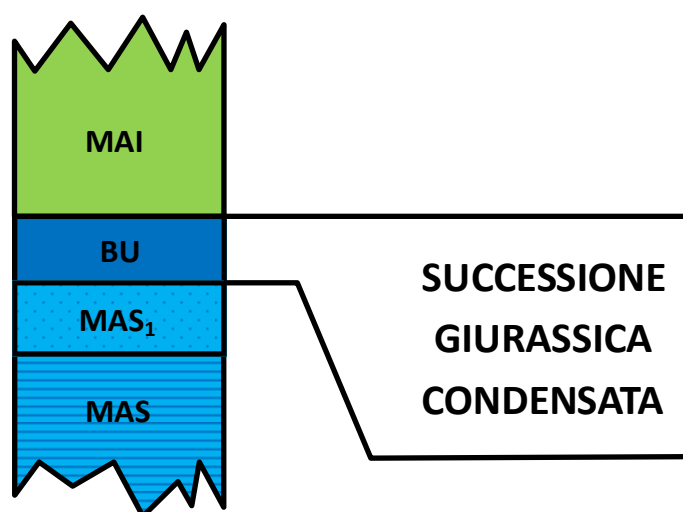 MAI
BU
MAS₁
MAS
SUCCESSIONE
GIURASSICA
CONDENSATA